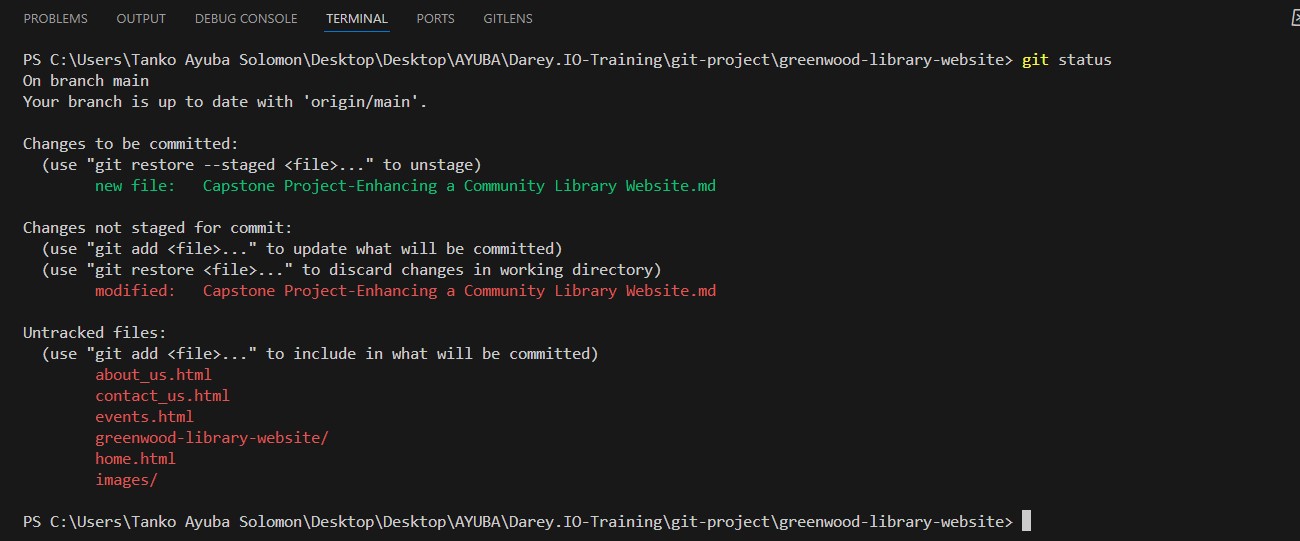 PROBLEMS OUTPUT DEBUG CONSOLE TERMINAL PORTS GITLENS
PS C:\Users\Tanko Ayuba Solomon\Desktop\Desktop\AYUBA\Darey.IO-Training\git-project\greenwood-library-website> git status
On branch main
Your branch is up to date with 'origin/main'.
Changes to be committed:
(use "git restore --staged <file>..." to unstage)
new file: Capstone Project-Enhancing a Community Library Website.md
Changes not staged for commit:
(use "git add <file>..." to update what will be committed)
(use "git restore <file>..." to discard changes in working directory)
modified: Capstone Project-Enhancing a Community Library Website.md
Untracked files:
(use "git add <file>..." to include in what will be committed)
about_us.html
contact_us.html
events.html
greenwood-library-website/
home.html
images/
PS C:\Users\Tanko Ayuba Solomon\Desktop\Desktop\AYUBA\Darey.IO-Training\git-project\greenwood-library-website>